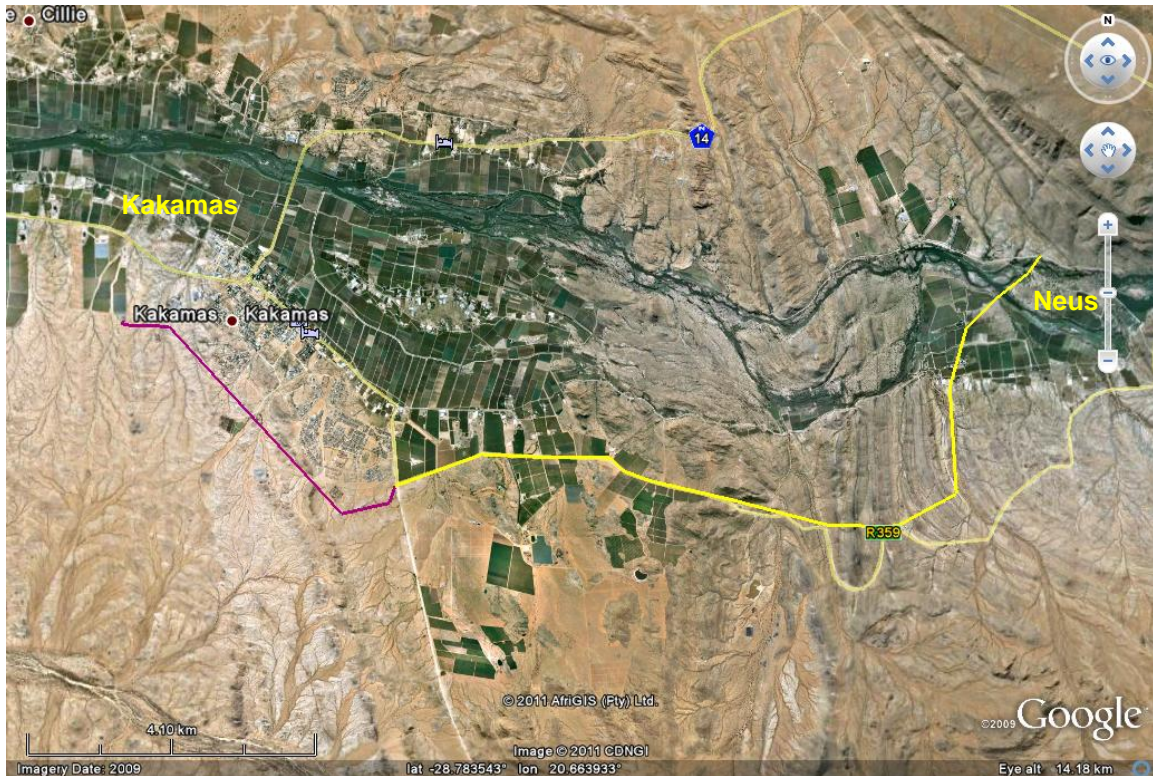 e Cillie
N
14
Kakamas
Neus
Kakamas Kakamas
R359
© 2011 AfriGIS (Pty) Ltd.
©2009 Google
4.10 km
Image © 2011 CDNGI
Imagery Date: 2009 lat -28.783543° lon 20.663933° Eye alt 14.18 km